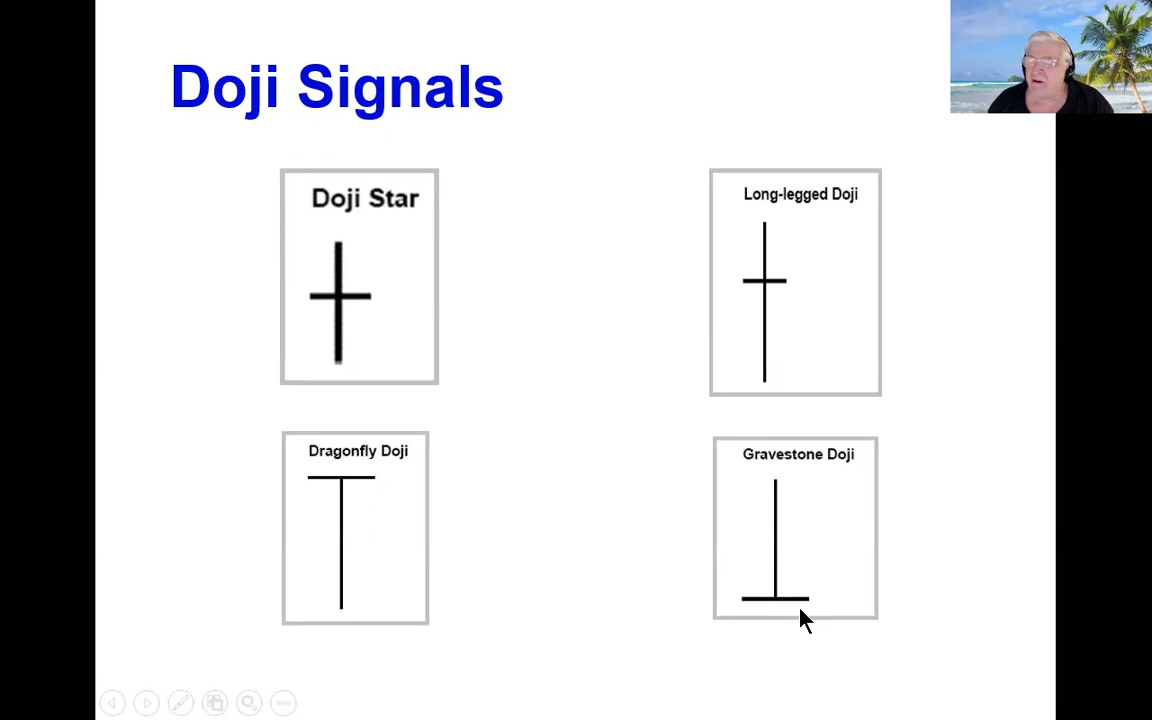 Doji Signals
Doji Star
Long-legged Doji
Dragonfly Doji
Gravestone Doji